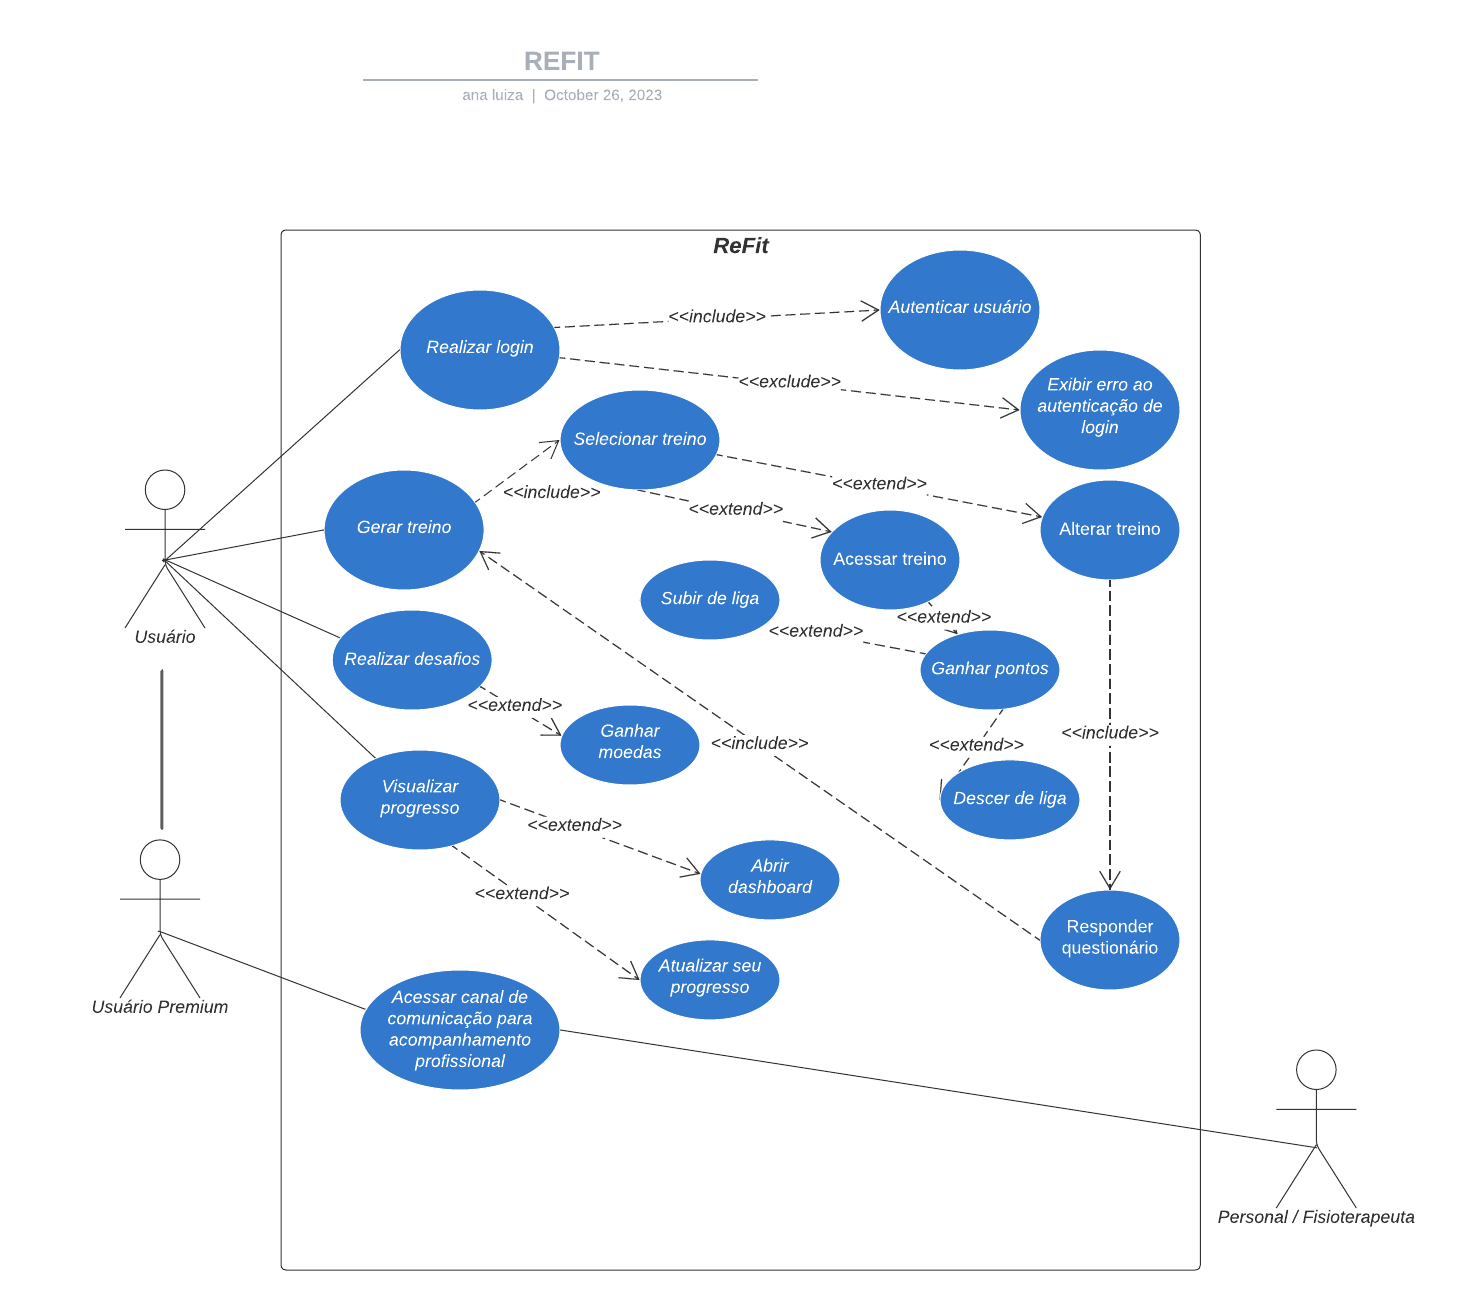 REFIT
ana luiza | October 26, 2023
ReFit
Autenticar usuário
<<include>>
Realizar login
<<exclude>>
Exibir erro ao
autenticação de
login
Selecionar treino
<<extend>>
<<include>>
<<extend>>
Gerar treino
Alterar treino
Acessar treino
Subir de liga
<<extend>>
<<extend>>
Usuário
Realizar desafios
Ganhar pontos
<<extend>>
Ganhar
moedas
<<include>>
<<extend>>
<<include>>
Visualizar
progresso
Descer de liga
<<extend>>
Abrir
dashboard
<<extend>>
Responder
questionário
Atualizar seu
progresso
Usuário Premium
Acessar canal de
comunicação para
acompanhamento
profissional
Personal / Fisioterapeuta